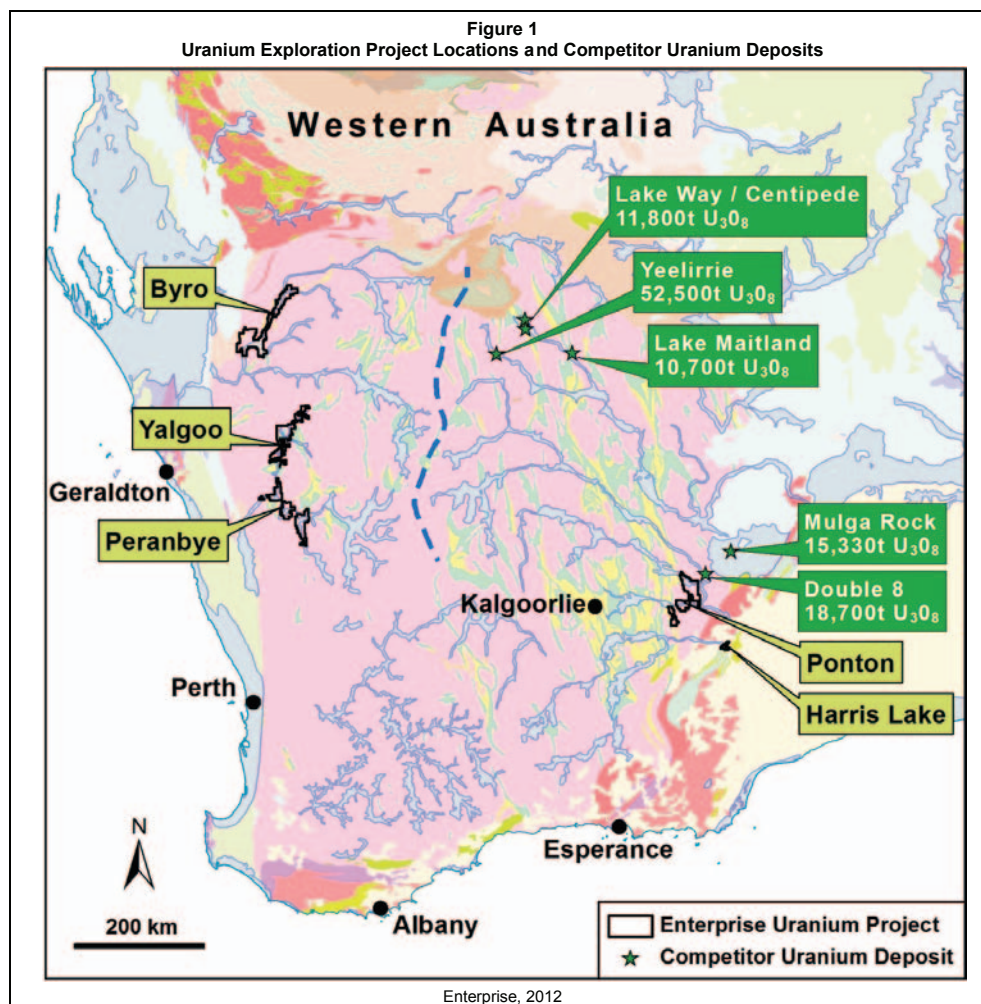 Figure 1
Uranium Exploration Project Locations and Competitor Uranium Deposits
Western Australia
Lake Way / Centipede
11,800t U₃0₈
Yeelirrie
52,500t U₃0₈
Byro
Lake Maitland
10,700t U₃0₈
Yalgoo
Geraldton
Peranbye
Mulga Rock
15,330t U₃0₈
Double 8
18,700t U₃0₈
Kalgoorlie
Ponton
Perth
Harris Lake
N
Esperance
200 km
Albany
Enterprise Uranium Project
Competitor Uranium Deposit
Enterprise, 2012